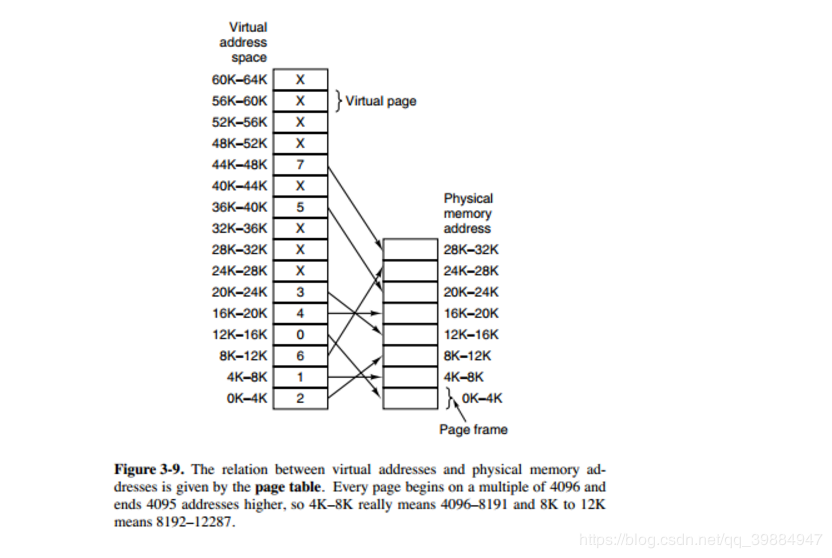 Virtual
address
space
60K–64K X
56K–60K X Virtual page
52K–56K X
48K–52K X
44K–48K 7
40K–44K X
36K–40K 5
32K–36K X
28K–32K X
24K–28K X
20K–24K 3
16K–20K 4
12K–16K 0
8K–12K 6
4K–8K 1
0K–4K 2
Physical
memory
address
28K–32K
24K–28K
20K–24K
16K–20K
12K–16K
8K–12K
4K–8K
0K–4K
Page frame
Figure 3-9. The relation between virtual addresses and physical memory ad-
dresses is given by the page table. Every page begins on a multiple of 4096 and
ends 4095 addresses higher, so 4K–8K really means 4096–8191 and 8K to 12K
means 8192–12287.
https://blog.csdn.net/qq_39884947